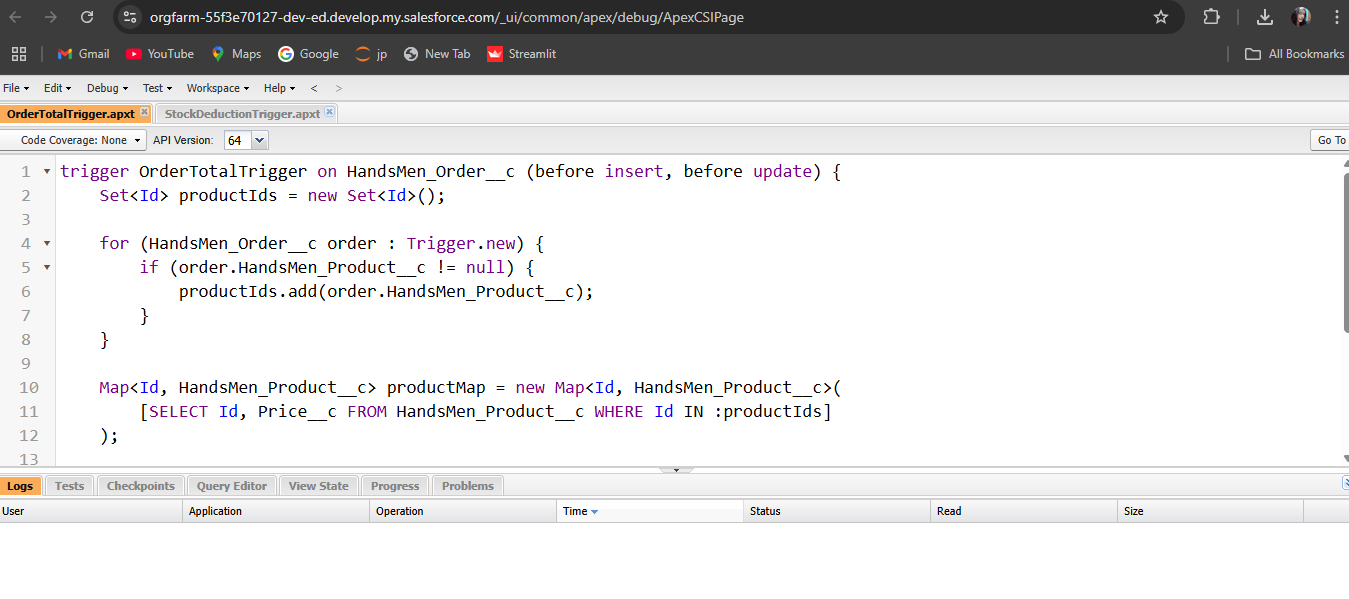 orgfarm-55f3e70127-dev-ed.develop.my.salesforce.com/_ui/common/apex/debug/ApexCSIPage
Gmail YouTube Maps Google jp New Tab Streamlit All Bookmarks
File Edit Debug Test Workspace Help < >
OrderTotalTrigger.apxt StockDeductionTrigger.apxt
Code Coverage: None API Version: 64 Go To
1 trigger OrderTotalTrigger on HandsMen_Order__c (before insert, before update) {
2 Set<Id> productIds = new Set<Id>();
3
4 for (HandsMen_Order__c order : Trigger.new) {
5 if (order.HandsMen_Product__c != null) {
6 productIds.add(order.HandsMen_Product__c);
7 }
8 }
9
10 Map<Id, HandsMen_Product__c> productMap = new Map<Id, HandsMen_Product__c>(
11 [SELECT Id, Price__c FROM HandsMen_Product__c WHERE Id IN :productIds]
12 );
13
Logs Tests Checkpoints Query Editor View State Progress Problems
User Application Operation Time Status Read Size